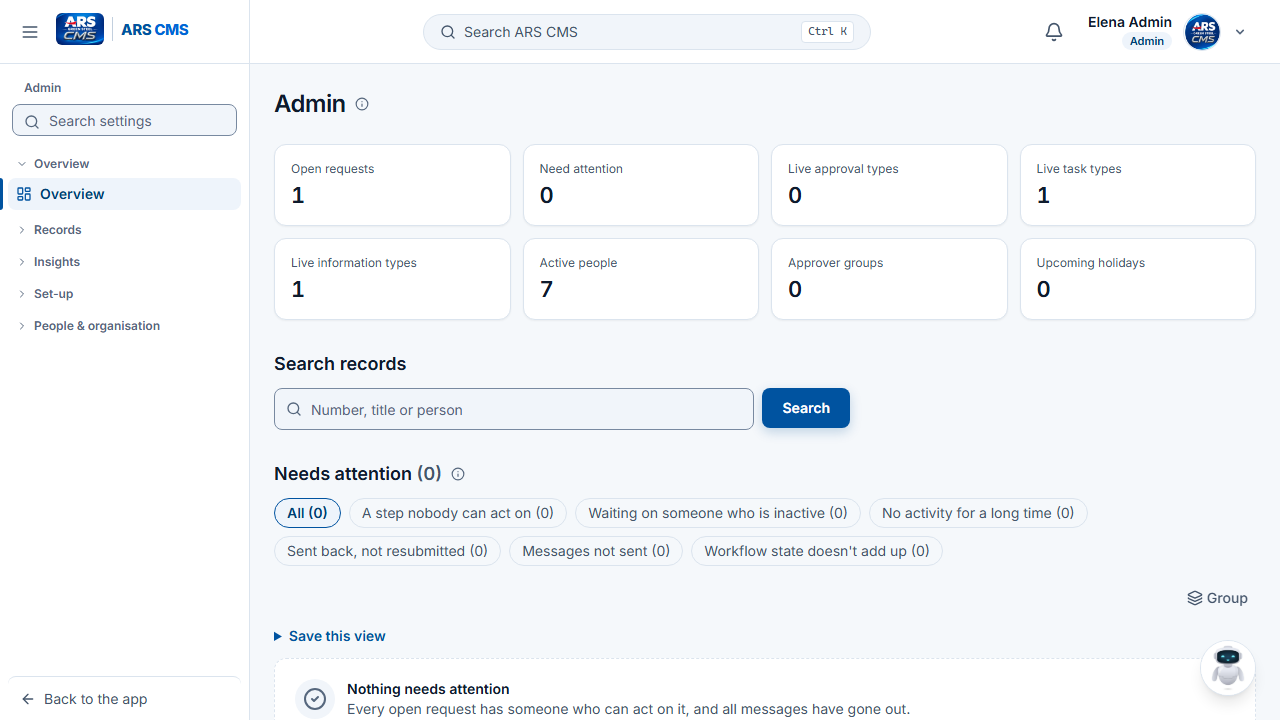 ARS
CMS
ARS CMS
Search ARS CMS
Ctrl K
Elena Admin
Admin
ARS
CMS
Admin
Search settings
Overview
Overview
Records
Insights
Set-up
People & organisation
Back to the app
Admin
Open requests
1
Need attention
0
Live approval types
0
Live task types
1
Live information types
1
Active people
7
Approver groups
0
Upcoming holidays
0
Search records
Number, title or person
Search
Needs attention (0)
All (0)
A step nobody can act on (0)
Waiting on someone who is inactive (0)
No activity for a long time (0)
Sent back, not resubmitted (0)
Messages not sent (0)
Workflow state doesn't add up (0)
Group
Save this view
Nothing needs attention
Every open request has someone who can act on it, and all messages have gone out.